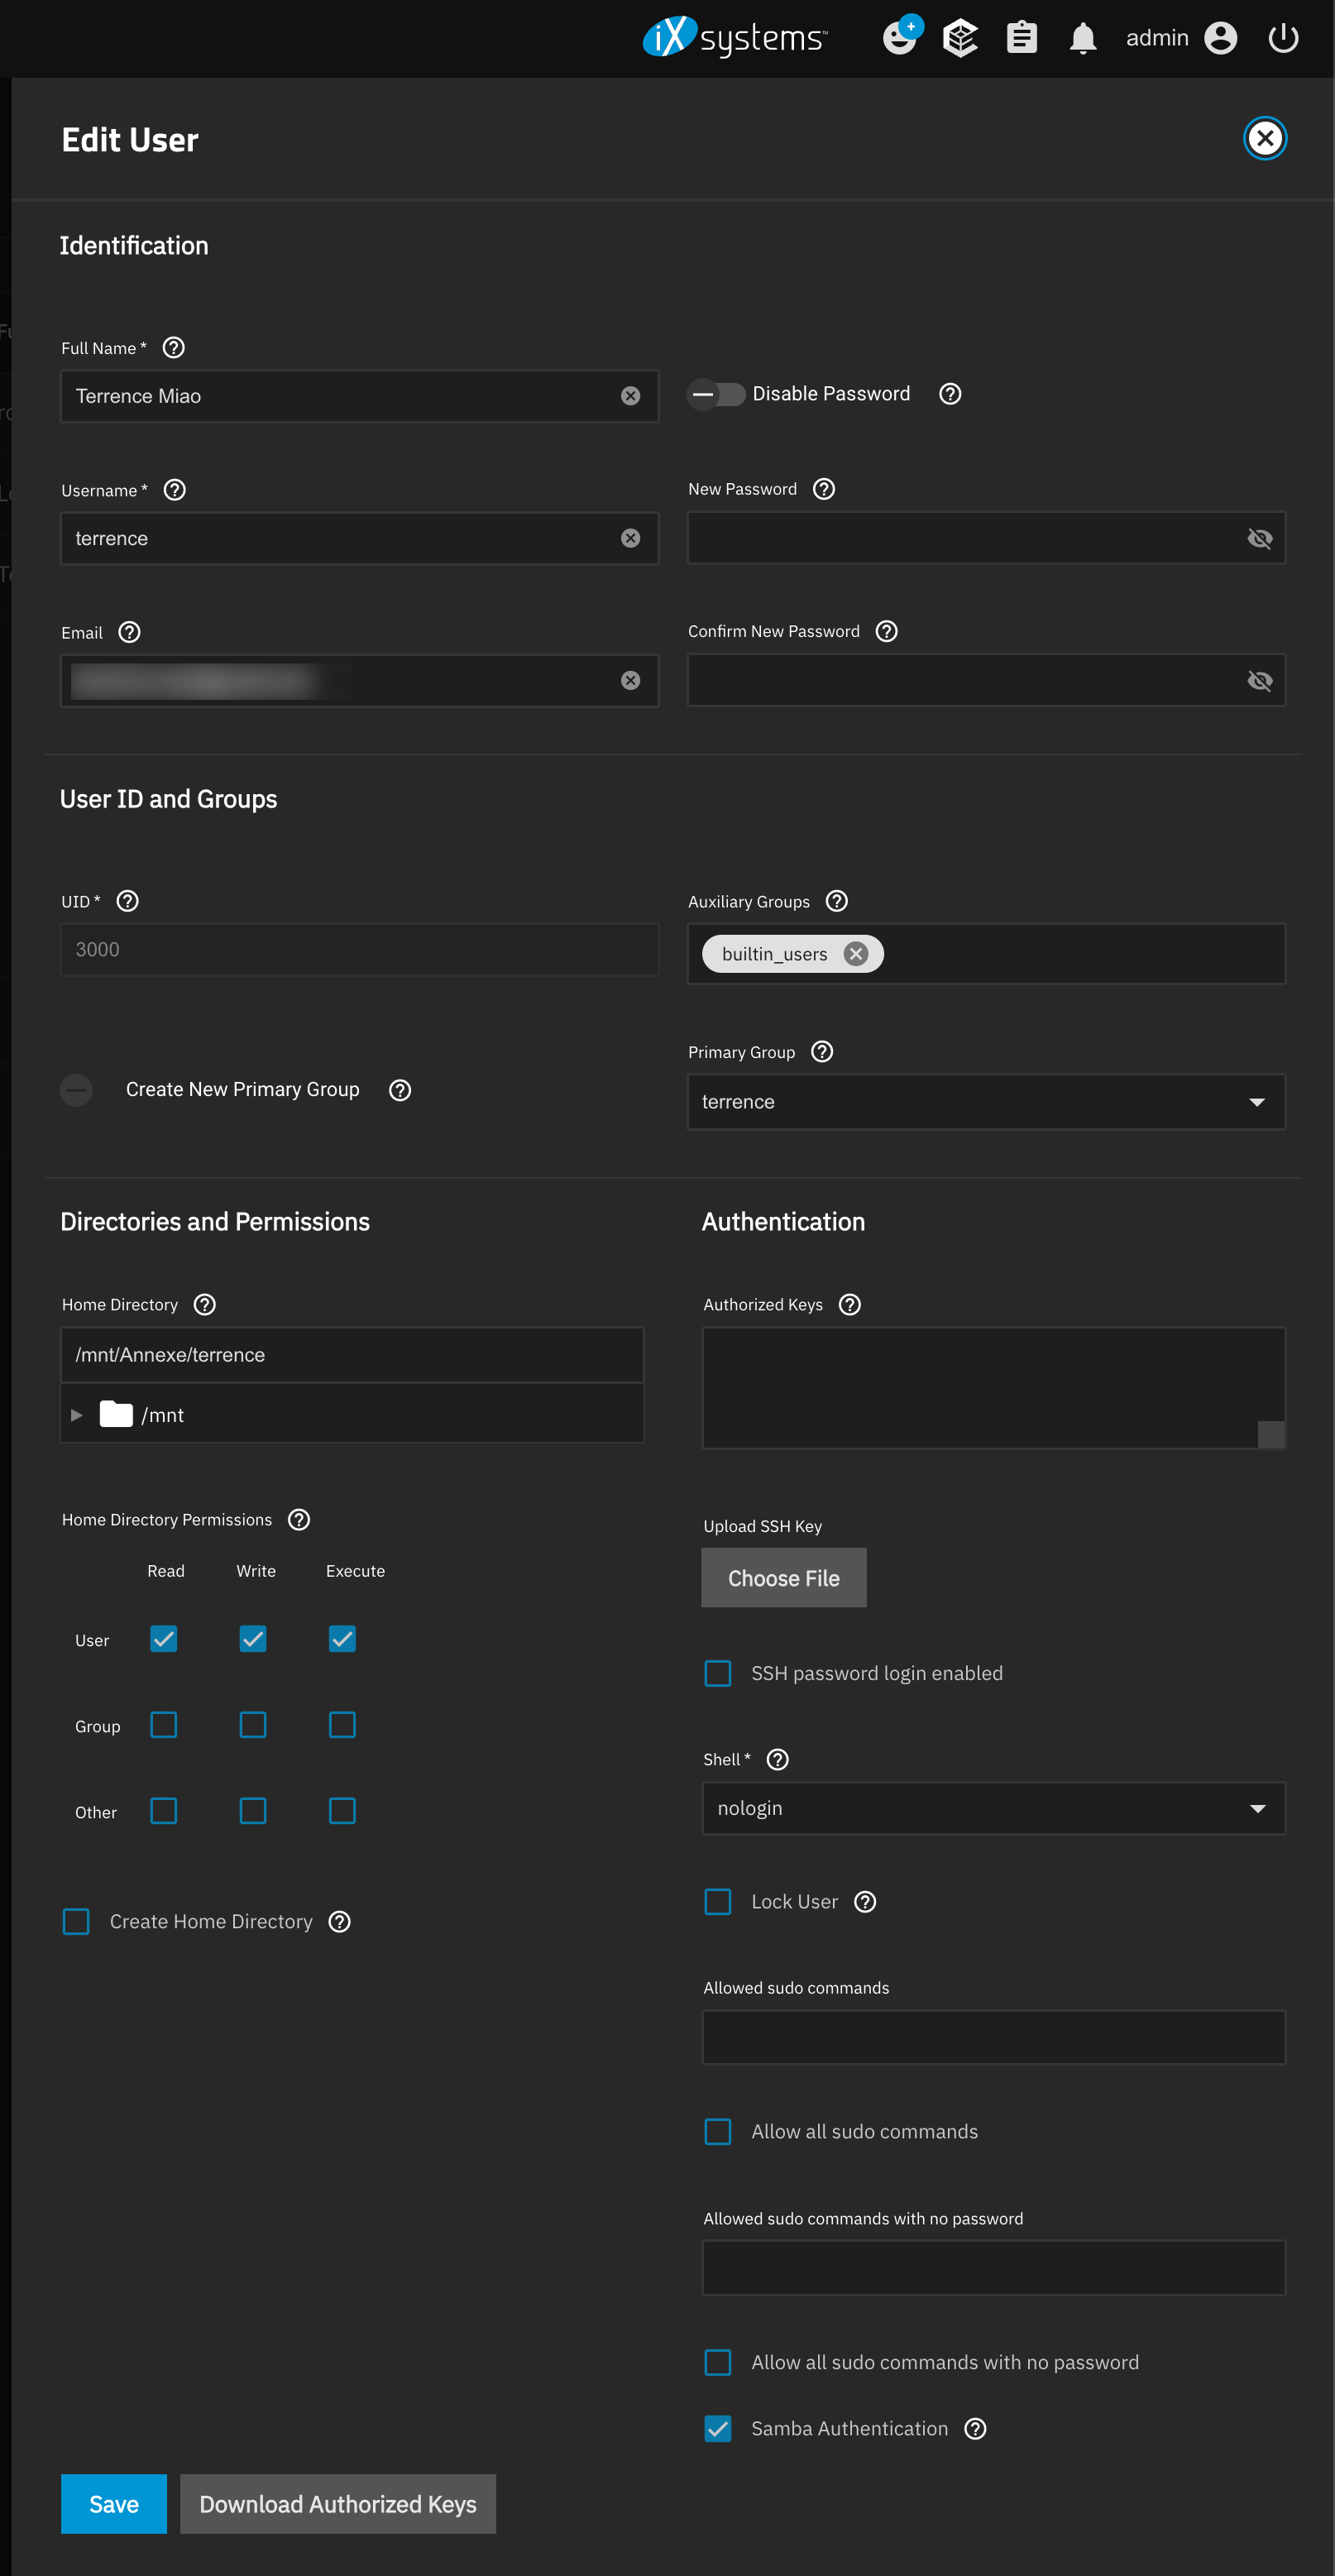 iXsystems™
+
admin
Edit User
Identification
Full Name *
Terrence Miao
Disable Password
Username *
terrence
New Password
Email
Confirm New Password
User ID and Groups
UID *
3000
Auxiliary Groups
builtin_users
Create New Primary Group
Primary Group
terrence
Directories and Permissions
Home Directory
/mnt/Annexe/terrence
/mnt
Home Directory Permissions
Read Write Execute
User
Group
Other
Create Home Directory
Authentication
Authorized Keys
Upload SSH Key
Choose File
SSH password login enabled
Shell *
nologin
Lock User
Allowed sudo commands
Allow all sudo commands
Allowed sudo commands with no password
Allow all sudo commands with no password
Samba Authentication
Save
Download Authorized Keys